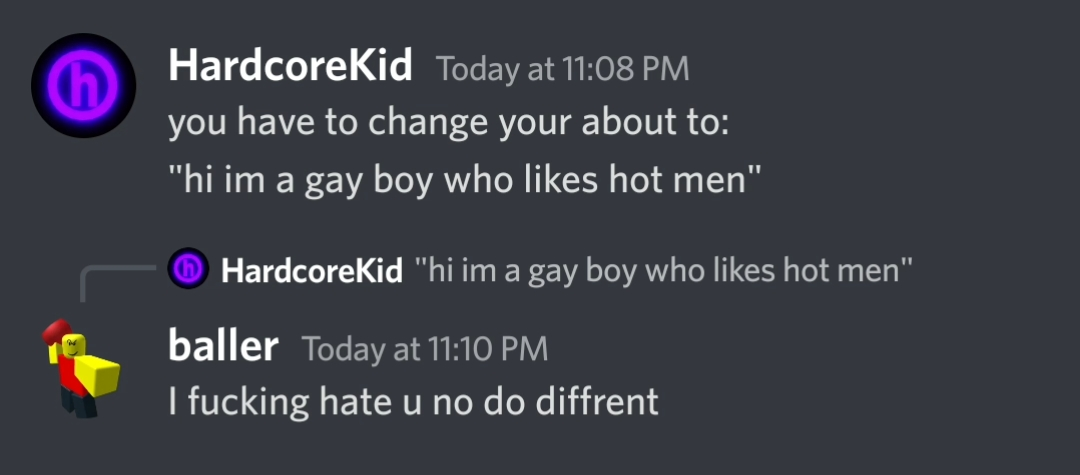 HardcoreKid Today at 11:08 PM
you have to change your about to:
"hi im a gay boy who likes hot men"
HardcoreKid "hi im a gay boy who likes hot men"
baller Today at 11:10 PM
I fucking hate u no do diffrent